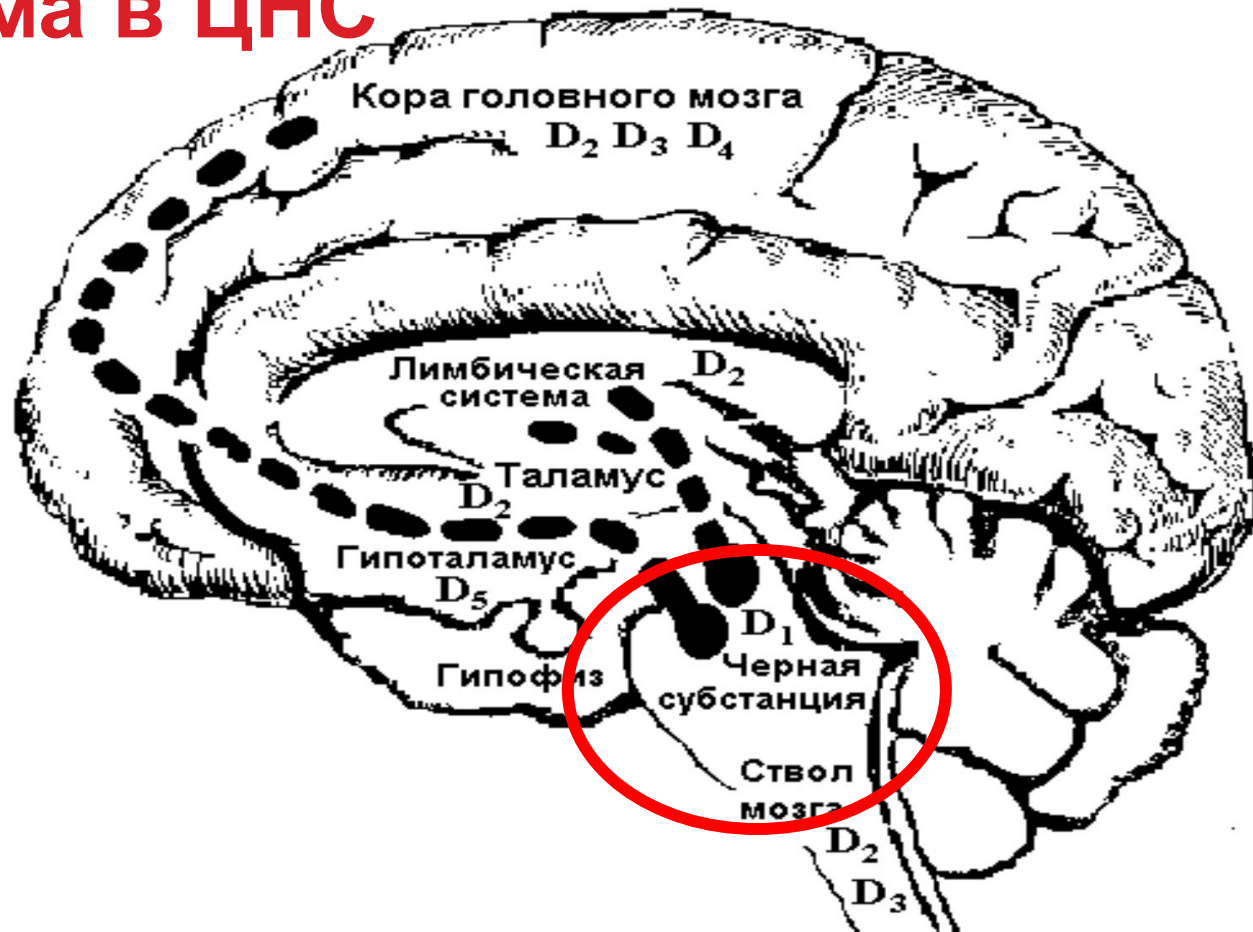 ма в ЦНС
Кора головного мозга
D₂ D₃ D₄
Лимбическая
система
D₂
Таламус
D₂
Гипоталамус
D₅
D₁
Гипофиз
Черная
субстанция
Ствол
мозга
D₂
D₃